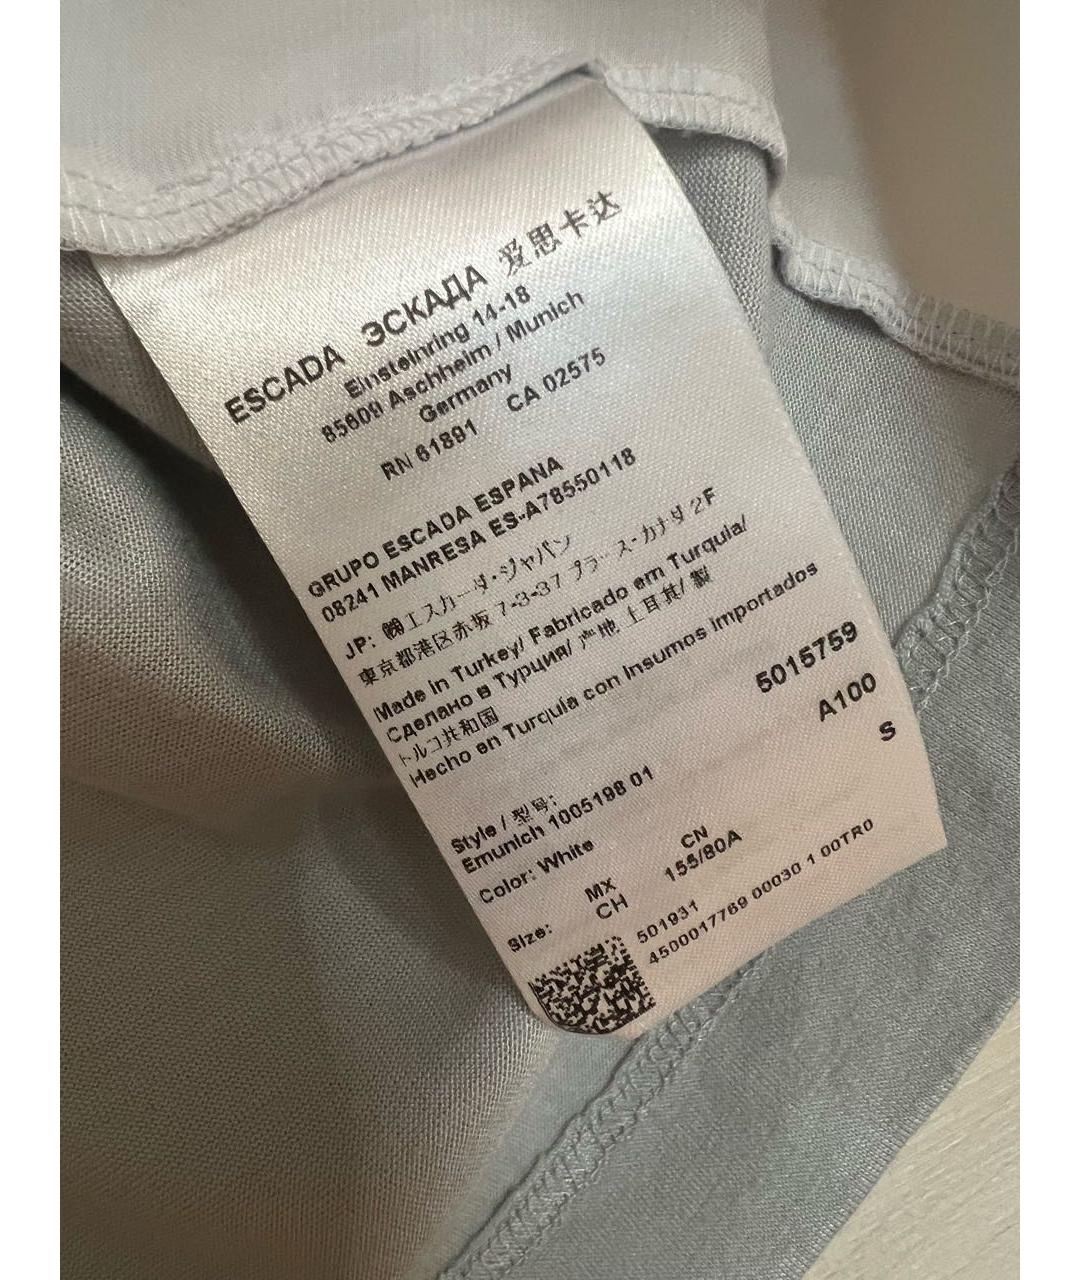 ESCADA ЭСКАДА 爱思卡达
Einsteinring 14-18
85609 Aschheim / Munich
Germany
RN 61891 CA 02575
GRUPO ESCADA ESPANA
08241 MANRESA ES-A78550118
JP: ㈱エスカーダ・ジャパン
東京都港区赤坂 7-3-37 プラース・カナダ 2F
Made in Turkey/ Fabricado em Turquia/
Сделано в Турция/ 产地 土耳其/ 製
トルコ共和国
Hecho en Turquía con insumos importados
5015759
A100
S
Style / 型号:
Emunich 1005198 01
Color: White
MX CN
Size: CH 155/80A
501931
4500017769 00030 1 00TR0